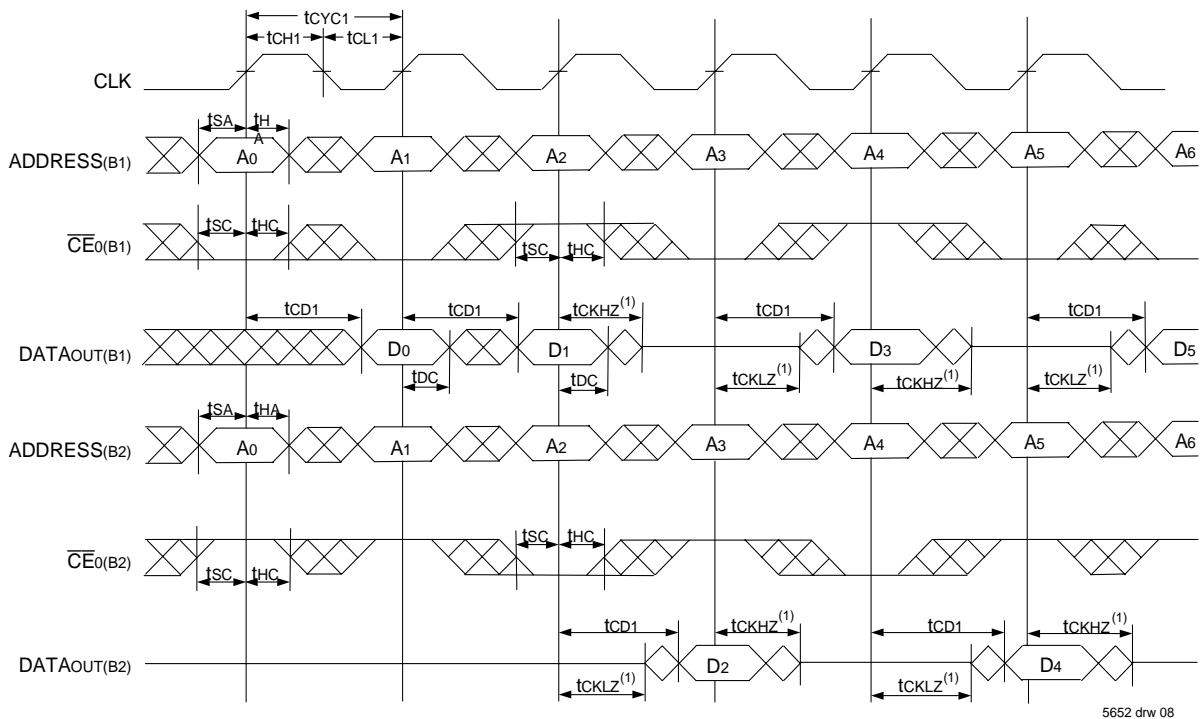 tCYC1
tCH1 tCL1
CLK
tSA tH
A
ADDRESS(B1) A0 A1 A2 A3 A4 A5 A6
tSC tHC
CE0(B1)
tSC tHC
tCD1 tCD1 tCKHZ(1) tCD1 tCD1
DATAOUT(B1) D0 D1 D3 D5
tDC tDC tCKLZ(1) tCKHZ(1) tCKLZ(1)
tSA tHA
ADDRESS(B2) A0 A1 A2 A3 A4 A5 A6
tSC tHC
CE0(B2)
tSC tHC
tCD1 tCKHZ(1) tCD1 tCKHZ(1)
DATAOUT(B2) D2 D4
tCKLZ(1) tCKLZ(1)
5652 drw 08